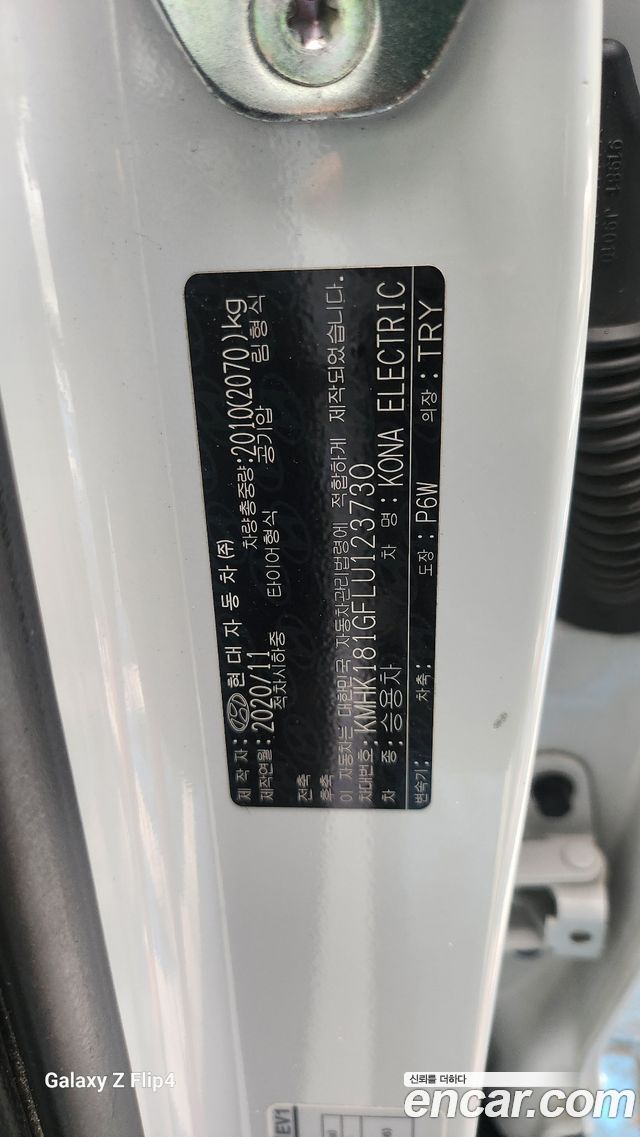 91981-J9010
제 작 자 : 현대자동차(주)
제작연월: 2020/11 차량총중량: 2010(2070)kg
적차시하중 타이어형식 공기압 림형식
전축
후축
이 자동차는 대한민국 자동차관리법령에 적합하게 제작되었습니다.
차대번호: KMHK181GFLU123730
차 종: 승용차 차 명: KONA ELECTRIC
변속기: 차축: 도장: P6W 의장: TRY
Galaxy Z Flip4
신뢰를 더하다
encar.com
EV1